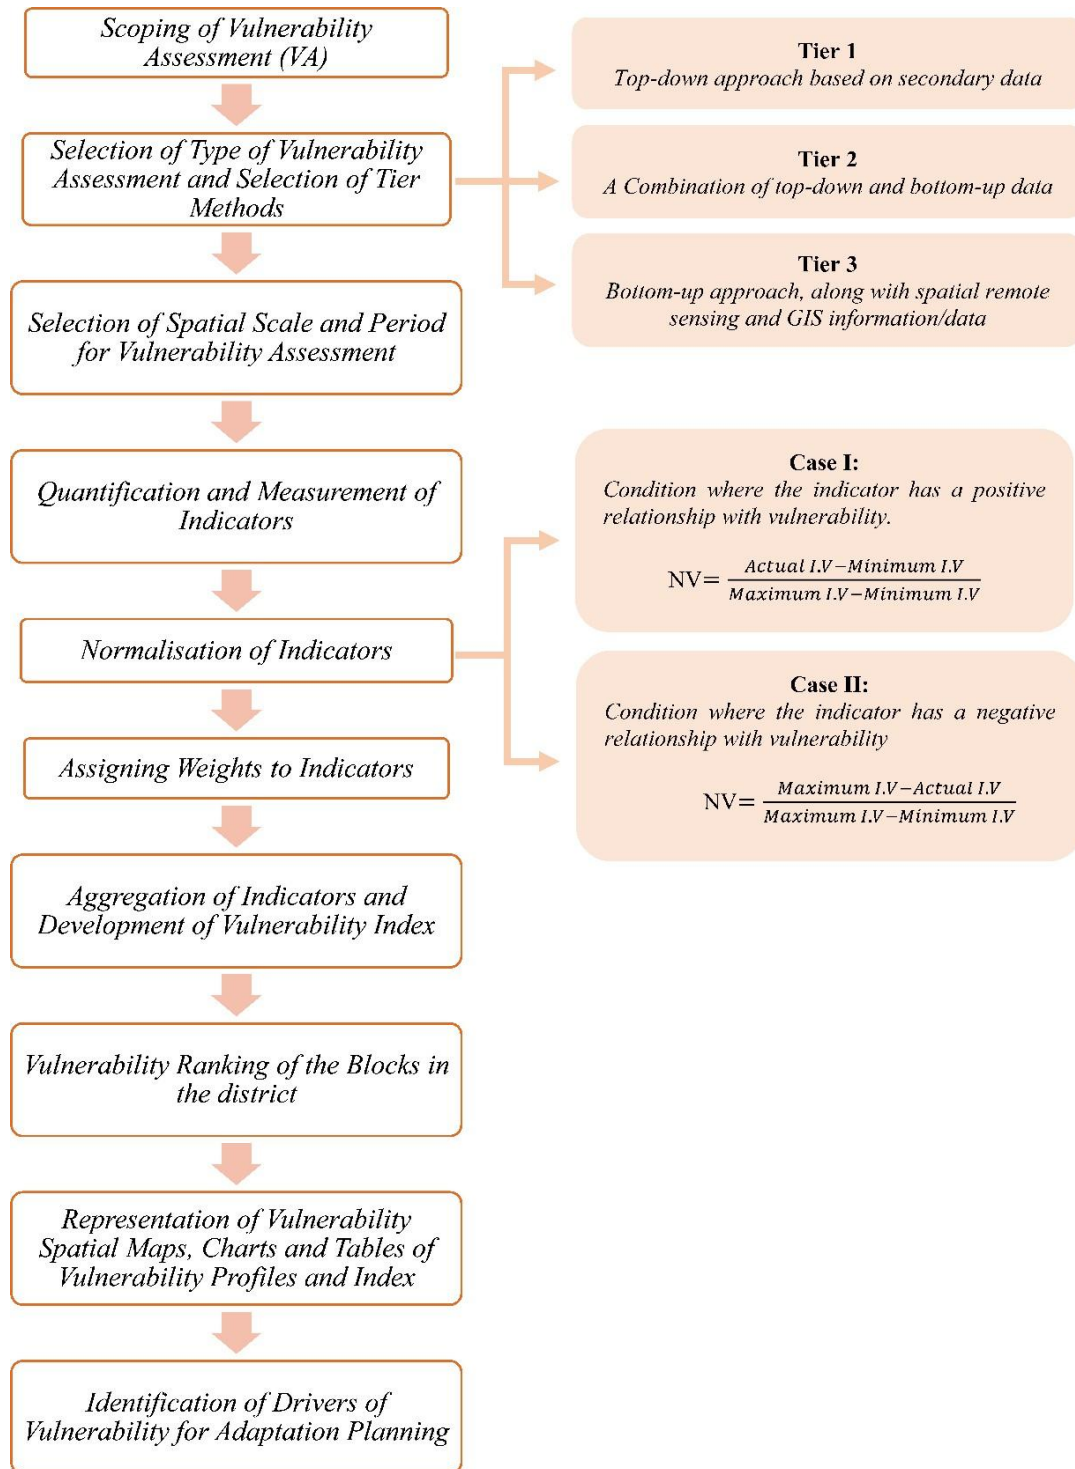 Scoping of Vulnerability
Assessment (VA)
Tier 1
Top-down approach based on secondary data
Selection of Type of Vulnerability
Assessment and Selection of Tier
Methods
Tier 2
A Combination of top-down and bottom-up data
Tier 3
Bottom-up approach, along with spatial remote
sensing and GIS information/data
Selection of Spatial Scale and Period
for Vulnerability Assessment
Quantification and Measurement of
Indicators
Case I:
Condition where the indicator has a positive
relationship with vulnerability.
NV= Actual I.V−Minimum I.V
Maximum I.V−Minimum I.V
Normalisation of Indicators
Case II:
Condition where the indicator has a negative
relationship with vulnerability
NV= Maximum I.V−Actual I.V
Maximum I.V−Minimum I.V
Assigning Weights to Indicators
Aggregation of Indicators and
Development of Vulnerability Index
Vulnerability Ranking of the Blocks in
the district
Representation of Vulnerability
Spatial Maps, Charts and Tables of
Vulnerability Profiles and Index
Identification of Drivers of
Vulnerability for Adaptation Planning